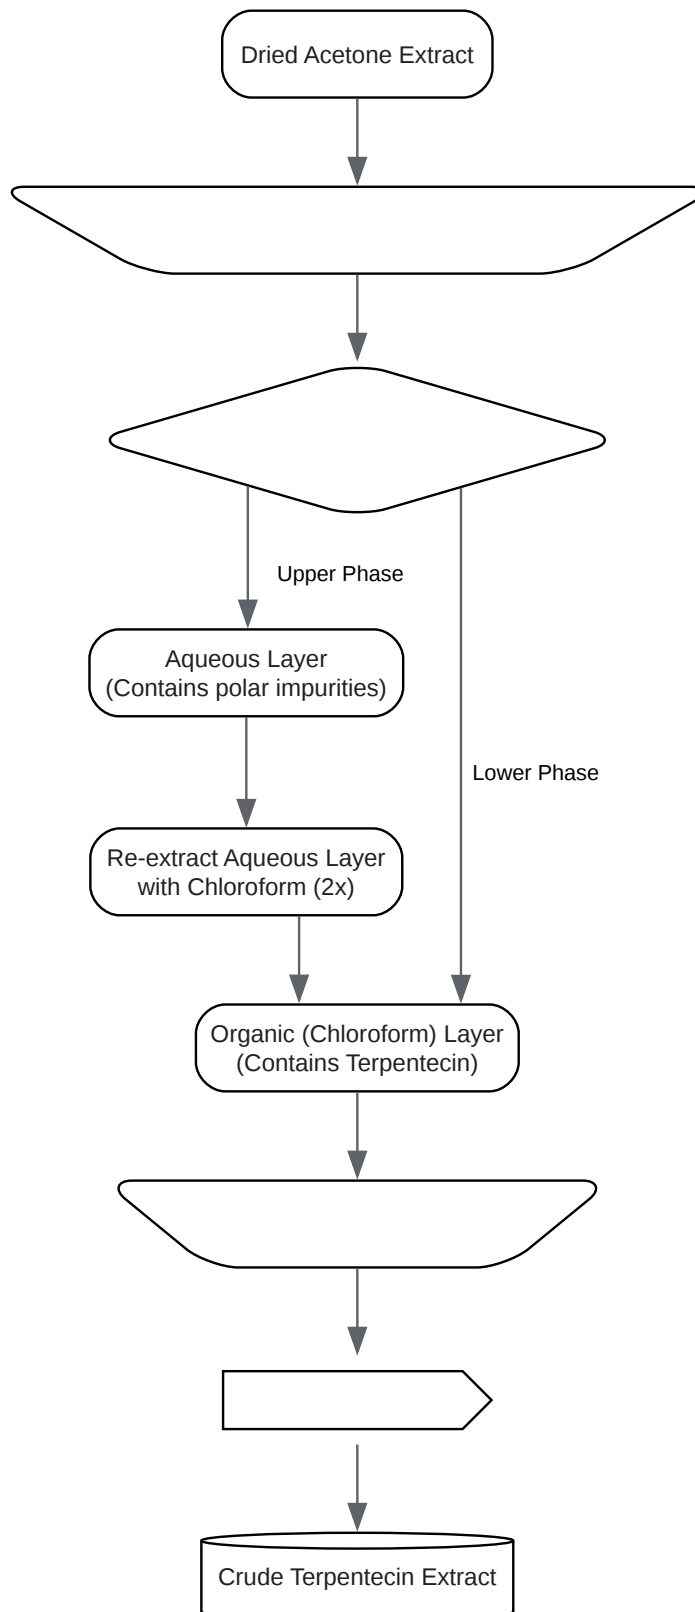 Dried Acetone Extract
Upper Phase
Aqueous Layer
(Contains polar impurities)
Lower Phase
Re-extract Aqueous Layer
with Chloroform (2x)
Organic (Chloroform) Layer
(Contains Terpentecin)
Crude Terpentecin Extract